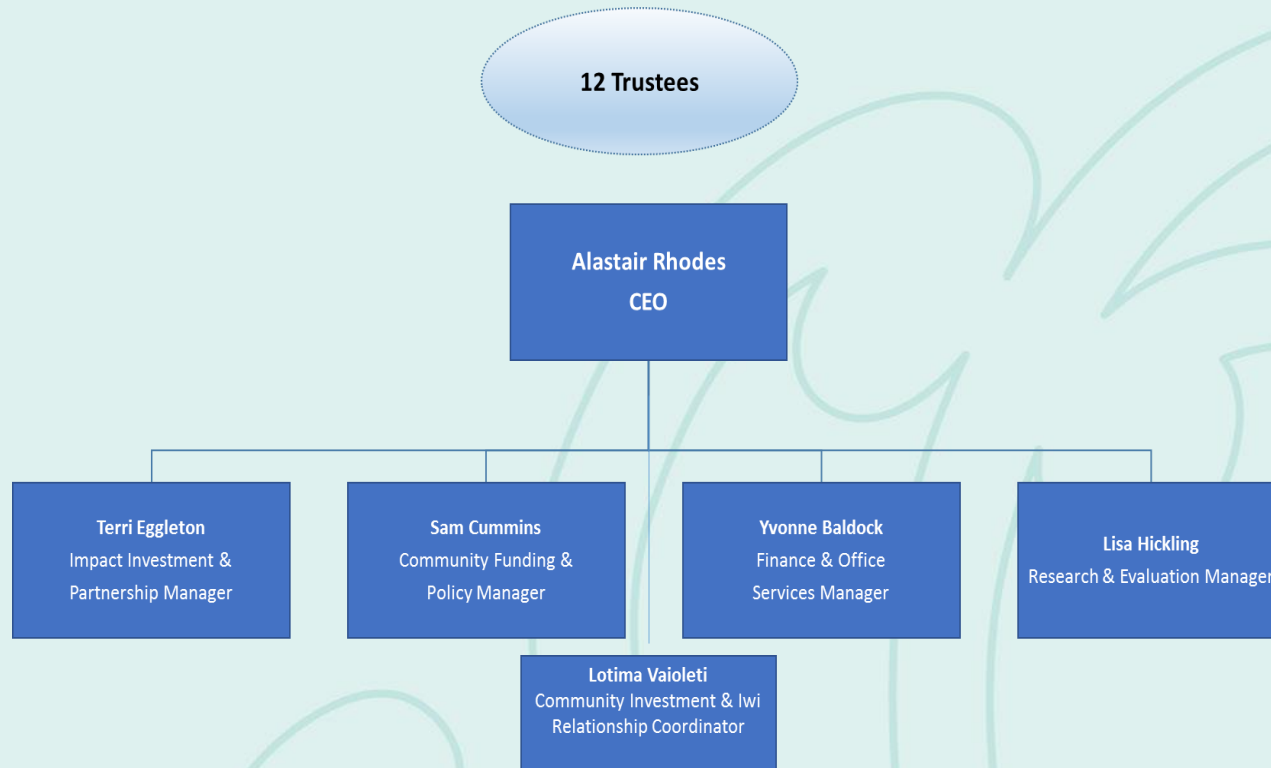 12 Trustees
Alastair Rhodes
CEO
Terri Eggleton
Impact Investment &
Partnership Manager
Sam Cummins
Community Funding &
Policy Manager
Yvonne Baldock
Finance & Office
Services Manager
Lisa Hickling
Research & Evaluation Manager
Lotima Vaioleti
Community Investment & Iwi
Relationship Coordinator